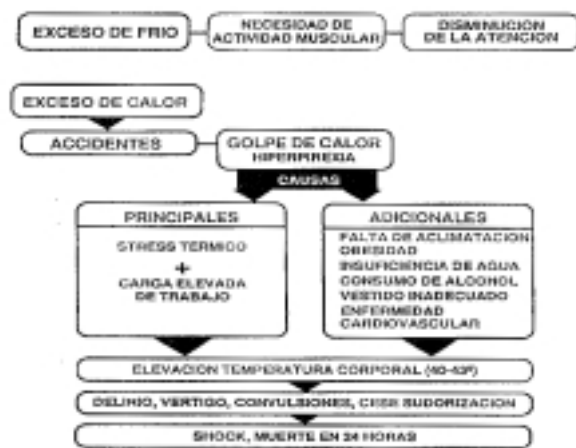 EXCESO DE FRIO
NECESIDAD DE
ACTIVIDAD MUSCULAR
DISMINUCION
DE LA ATENCION
EXCESO DE CALOR
ACCIDENTES
GOLPE DE CALOR
HIPERPIREXIA
CAUSAS
PRINCIPALES
STRESS TERMICO
+
CARGA ELEVADA
DE TRABAJO
ADICIONALES
FALTA DE ACLIMATACION
OBESIDAD
INSUFICIENCIA DE AGUA
CONSUMO DE ALCOHOL
VESTIDO INADECUADO
ENFERMEDAD
CARDIOVASCULAR
ELEVACION TEMPERATURA CORPORAL (40-43º)
DELIRIO, VERTIGO, CONVULSIONES, CESE SUDORIZACION
SHOCK, MUERTE EN 24 HORAS